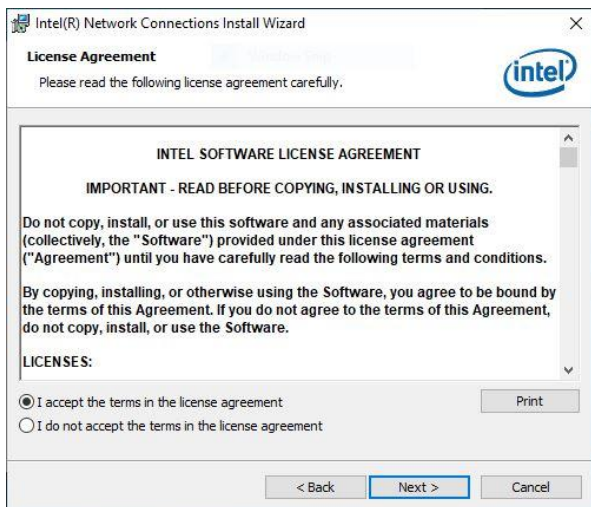 Intel(R) Network Connections Install Wizard
License Agreement
Please read the following license agreement carefully.
intel
INTEL SOFTWARE LICENSE AGREEMENT
IMPORTANT - READ BEFORE COPYING, INSTALLING OR USING.
Do not copy, install, or use this software and any associated materials
(collectively, the "Software") provided under this license agreement
("Agreement") until you have carefully read the following terms and conditions.
By copying, installing, or otherwise using the Software, you agree to be bound by
the terms of this Agreement. If you do not agree to the terms of this Agreement,
do not copy, install, or use the Software.
LICENSES:
I accept the terms in the license agreement
Print
I do not accept the terms in the license agreement
< Back
Next >
Cancel